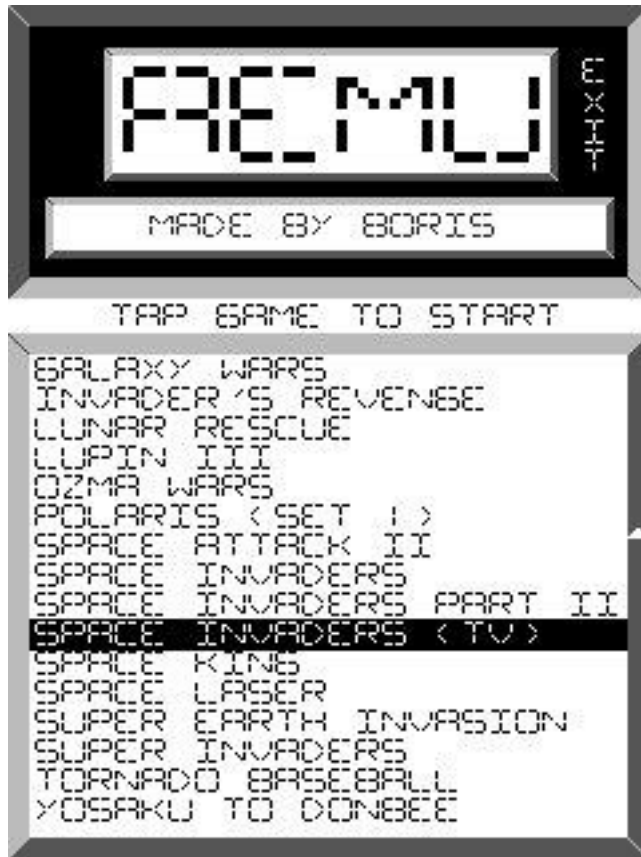 AEMU
EXIT
MADE BY BORIS
TAP GAME TO START
GALAXY WARS
INVADER'S REVENGE
LUNAR RESCUE
LUPIN III
OZMA WARS
POLARIS (SET 1)
SPACE ATTACK II
SPACE INVADERS
SPACE INVADERS PART II
SPACE INVADERS (TV)
SPACE KING
SPACE LASER
SUPER EARTH INVASION
SUPER INVADERS
TORNADO BASEBALL
YOSAKU TO DONBEE